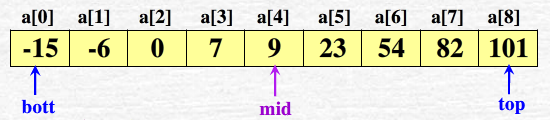 a[0] a[1] a[2] a[3] a[4] a[5] a[6] a[7] a[8]
-15 -6 0 7 9 23 54 82 101
bott mid top